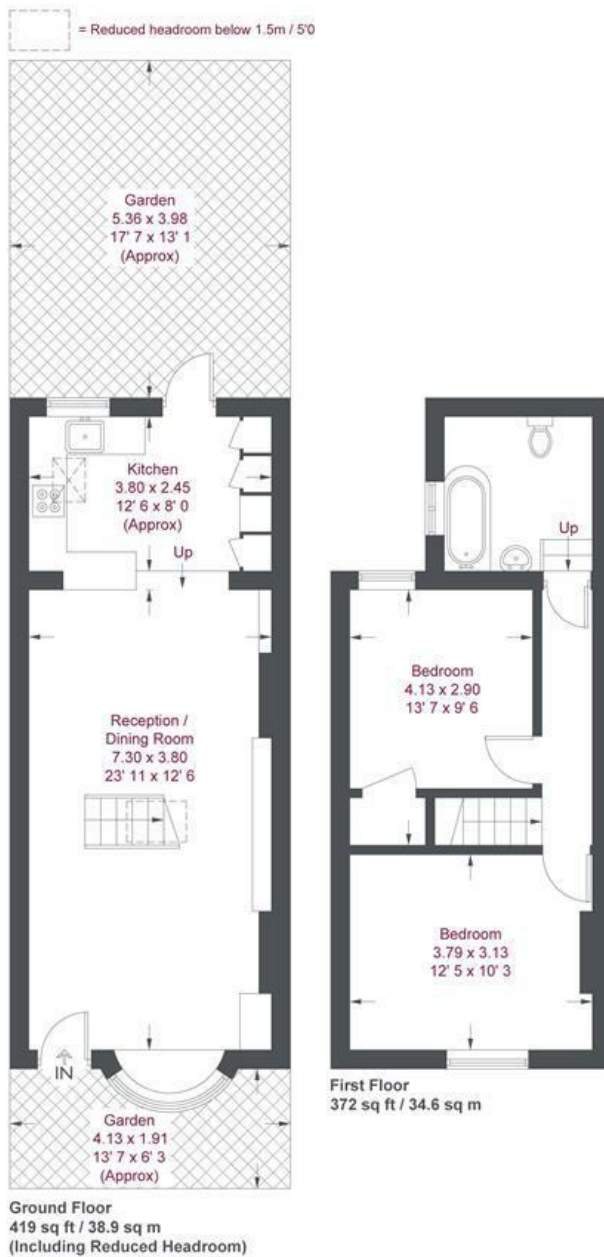 = Reduced headroom below 1.5m / 5'0
Garden
5.36 x 3.98
17' 7 x 13' 1
(Approx)
Kitchen
3.80 x 2.45
12' 6 x 8' 0
(Approx)
Up
Up
Reception /
Dining Room
7.30 x 3.80
23' 11 x 12' 6
Bedroom
4.13 x 2.90
13' 7 x 9' 6
Bedroom
3.79 x 3.13
12' 5 x 10' 3
IN
Garden
4.13 x 1.91
13' 7 x 6' 3
(Approx)
First Floor
372 sq ft / 34.6 sq m
Ground Floor
419 sq ft / 38.9 sq m
(Including Reduced Headroom)